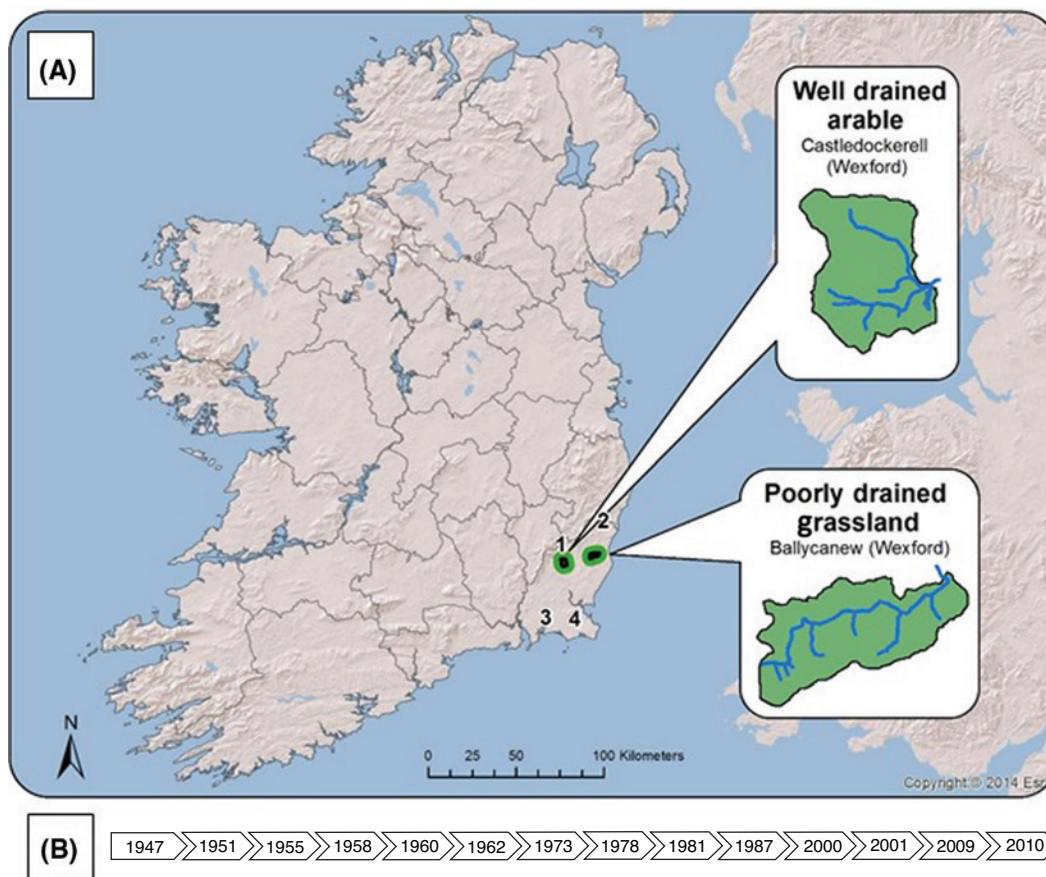 (A)
Well drained
arable
Castledockerell
(Wexford)
2
1
Poorly drained
grassland
Ballycanew (Wexford)
3 4
N
0 25 50 100 Kilometers
Copyright:© 2014 Esr
(B)
1947 1951 1955 1958 1960 1962 1973 1978 1981 1987 2000 2001 2009 2010